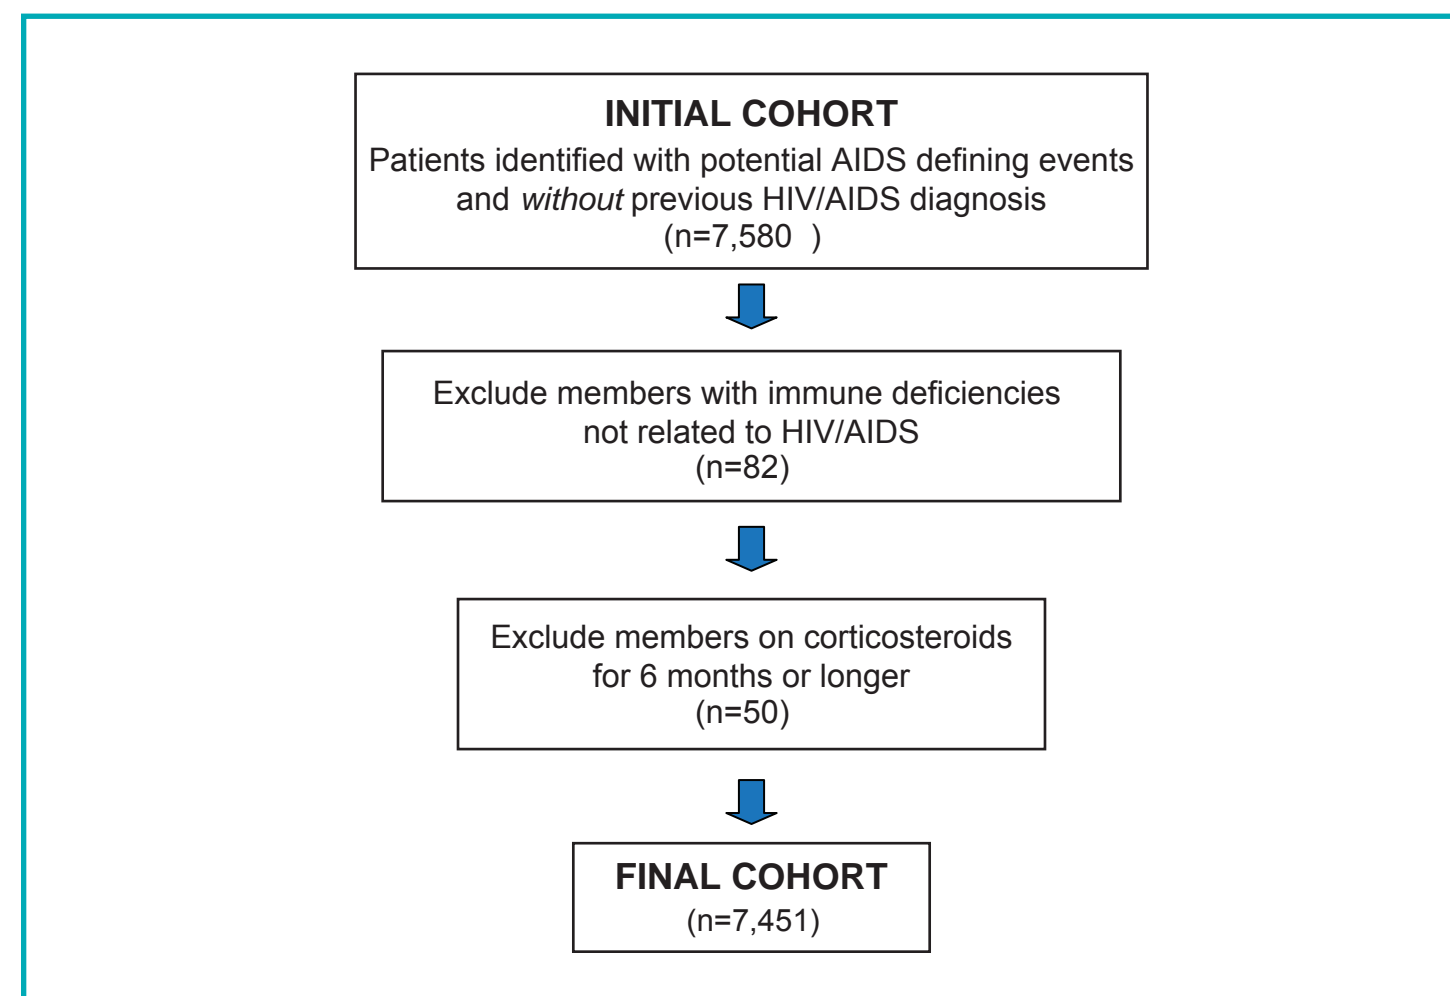 INITIAL COHORT
Patients identified with potential AIDS defining events
and without previous HIV/AIDS diagnosis
(n=7,580  )
Exclude members with immune deficiencies
not related to HIV/AIDS
(n=82)
Exclude members on corticosteroids
for 6 months or longer
(n=50)
FINAL COHORT
(n=7,451)